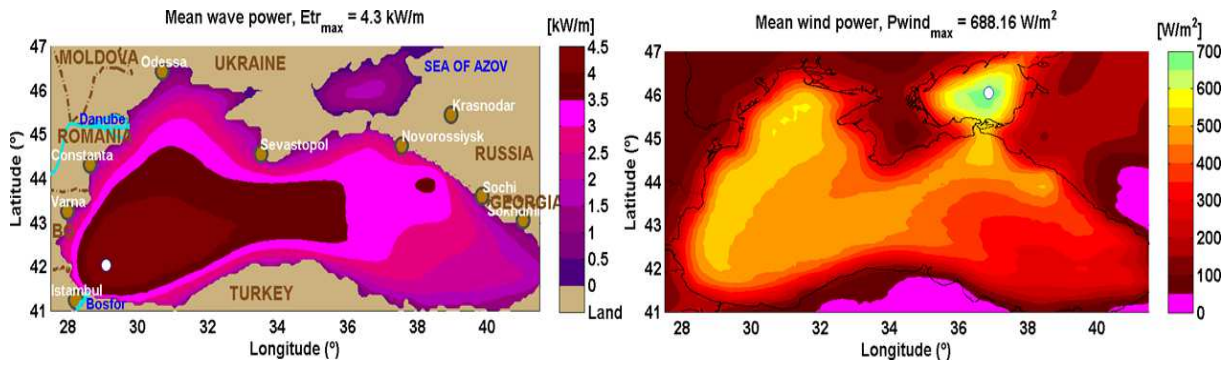 Mean wave power, Etrmax = 4.3 kW/m
[kW/m]
47
46
45
44
43
42
41
28
30
32
34
36
38
40
Latitude (º)
Longitude (º)
MOLDOVA
Odessa
UKRAINE
SEA OF AZOV
Krasnodar
Danube
ROMANIA
Constanta
Sevastopol
Novorossiysk
RUSSIA
Varna
B
Sochi
GEORGIA
Sokhumi
Istambul
Bosfor
TURKEY
4.5
4
3.5
3
2.5
2
1.5
1
0.5
0
Land
Mean wind power, Pwindmax = 688.16 W/m²
[W/m²]
47
46
45
44
43
42
41
28
30
32
34
36
38
40
Latitude (º)
Longitude (º)
700
600
500
400
300
200
100
0